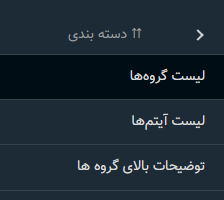 دسته بندی
لیست گروه‌ها
لیست آیتم‌ها
توضیحات بالای گروه ها